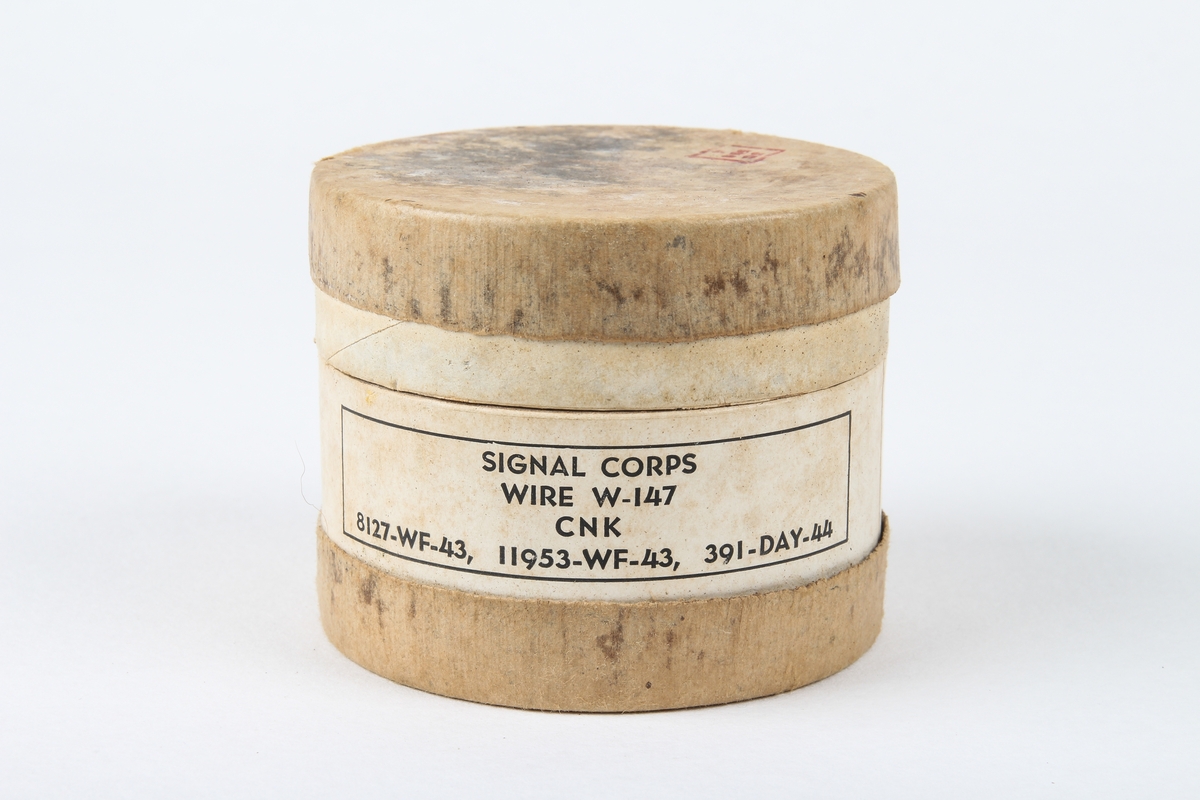 SIGNAL CORPS
WIRE W-147
CNK
8127-WF-43, 11953-WF-43, 391-DAY-44